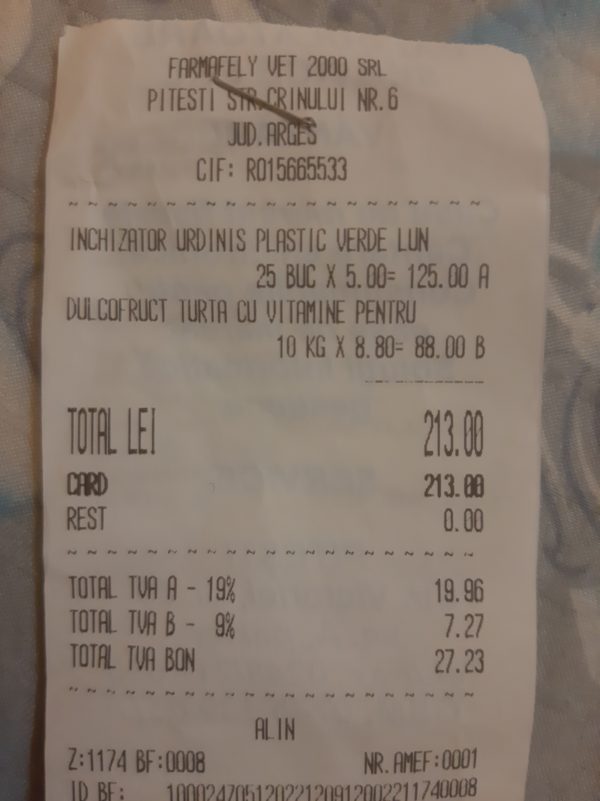 FARMAFELY VET 2000 SRL
PITESTI STR.CRINULUI NR.6
JUD.ARGES
CIF: RO15665533
INCHIZATOR URDINIS PLASTIC VERDE LUN
25 BUC X 5.00= 125.00 A
DULCOFRUCT TURTA CU VITAMINE PENTRU
10 KG X 8.80= 88.00 B
TOTAL LEI 213.00
CARD 213.00
REST 0.00
TOTAL TVA A - 19% 19.96
TOTAL TVA B - 9% 7.27
TOTAL TVA BON 27.23
ALIN
Z:1174 BF:0008 NR.AMEF:0001
ID BF: 10002470512022120912002211740008